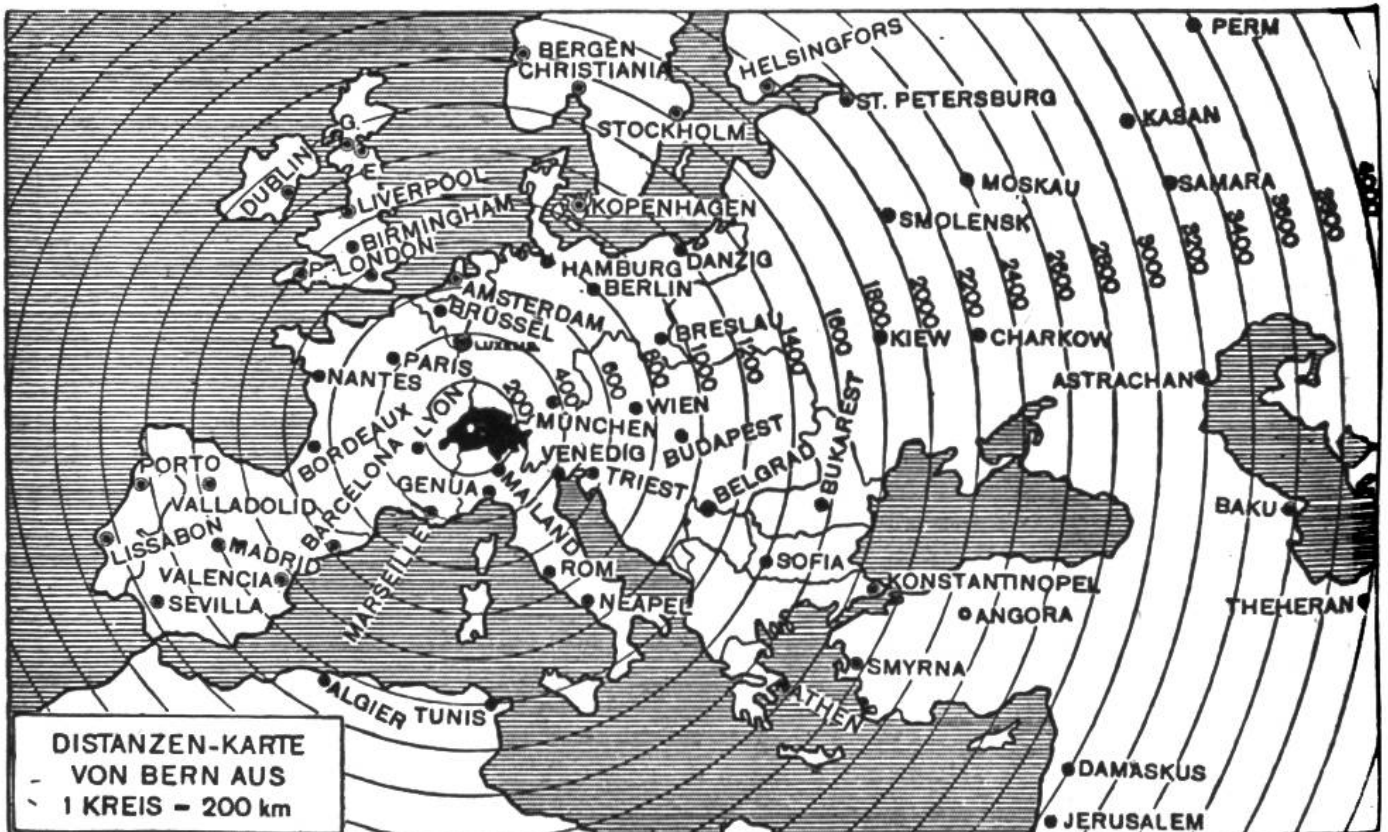 PERM
BERGEN
CHRISTIANIA
HELSINGFORS
ST. PETERSBURG
KASAN
STOCKHOLM
G.
E.
DUBLIN
LIVERPOOL
MOSKAU
SAMARA
KOPENHAGEN
SMOLENSK
BIRMINGHAM
P.
LONDON
HAMBURG
DANZIG
BERLIN
AMSTERDAM
BRÜSSEL
LUXEMB.
BRESLAU
KIEW
CHARKOW
PARIS
NANTES
ASTRACHAN
200
400
600
800
1000
1200
1400
1600
1800
2000
2200
2400
2600
2800
3000
3200
3400
3600
3800
4000
LYON
MÜNCHEN
WIEN
BORDEAUX
BUDAPEST
VENEDIG
BUKAREST
PORTO
BARCELONA
GENUA
MAILAND
TRIEST
BELGRAD
VALLADOLID
BAKU
LISSABON
MADRID
MARSEILLE
ROM
SOFIA
VALENCIA
KONSTANTINOPEL
SEVILLA
NEAPEL
ANGORA
THEHERAN
SMYRNA
ALGIER
TUNIS
ATHEN
DAMASKUS
JERUSALEM
DISTANZEN-KARTE
VON BERN AUS
1 KREIS = 200 km